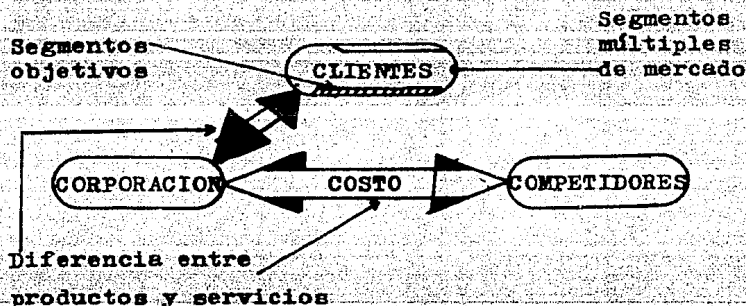 Segmentos
múltiples
de mercado
Segmentos
objetivos
CLIENTES
CORPORACION
COSTO
COMPETIDORES
Diferencia entre
productos y servicios